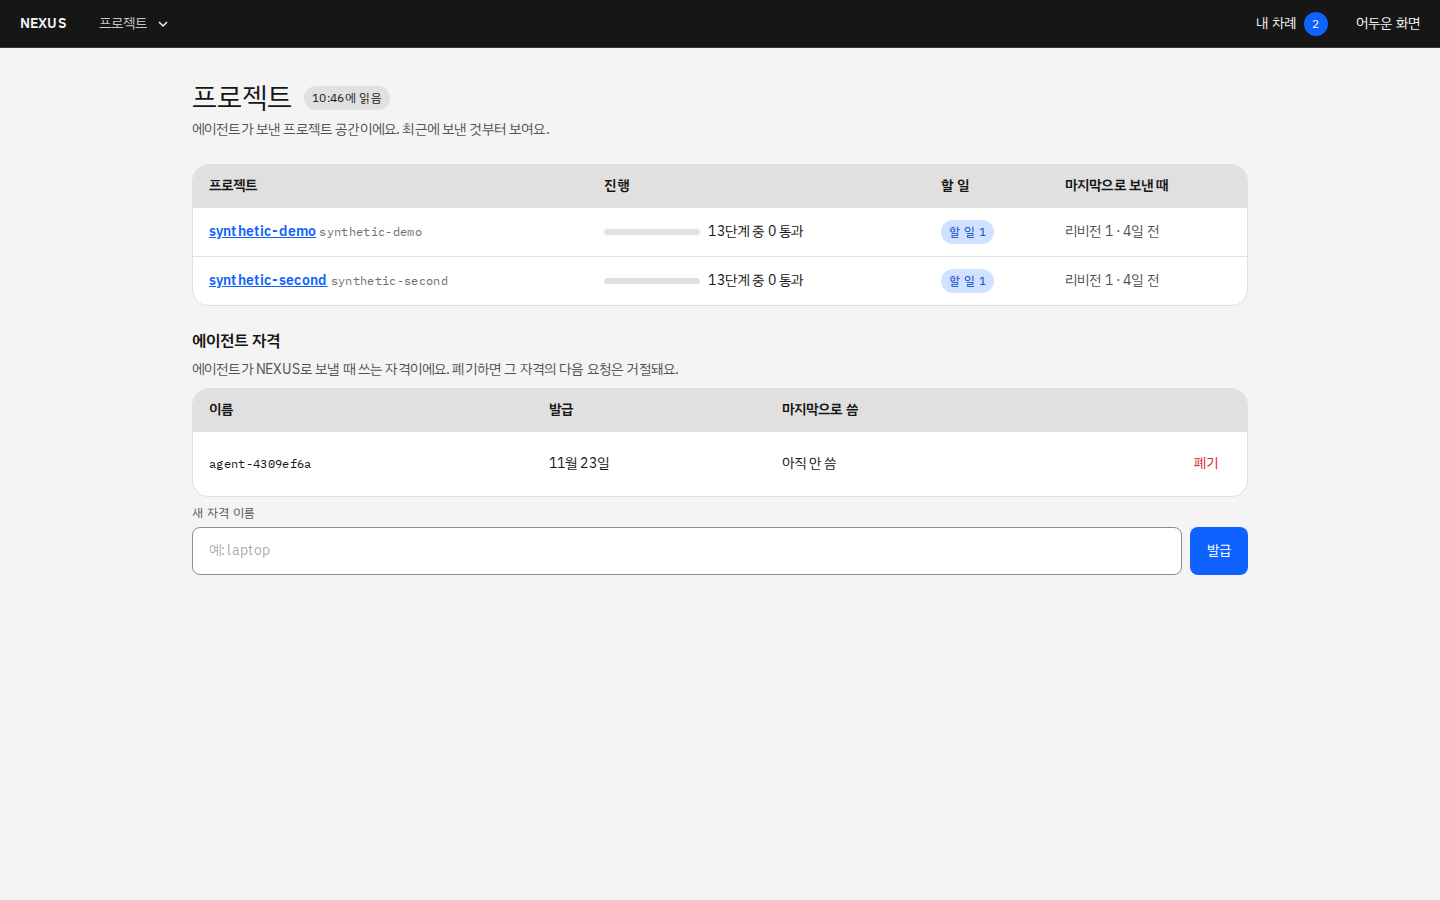 NEXUS 프로젝트 내 차례 2 어두운 화면
프로젝트 10:46에 읽음
에이전트가 보낸 프로젝트 공간이에요. 최근에 보낸 것부터 보여요.
프로젝트 진행 할 일 마지막으로 보낸 때
synthetic-demo synthetic-demo 13단계 중 0 통과 할 일 1 리비전 1 · 4일 전
synthetic-second synthetic-second 13단계 중 0 통과 할 일 1 리비전 1 · 4일 전
에이전트 자격
에이전트가 NEXUS로 보낼 때 쓰는 자격이에요. 폐기하면 그 자격의 다음 요청은 거절돼요.
이름 발급 마지막으로 씀
agent-4309ef6a 11월 23일 아직 안 씀 폐기
새 자격 이름
예: laptop 발급